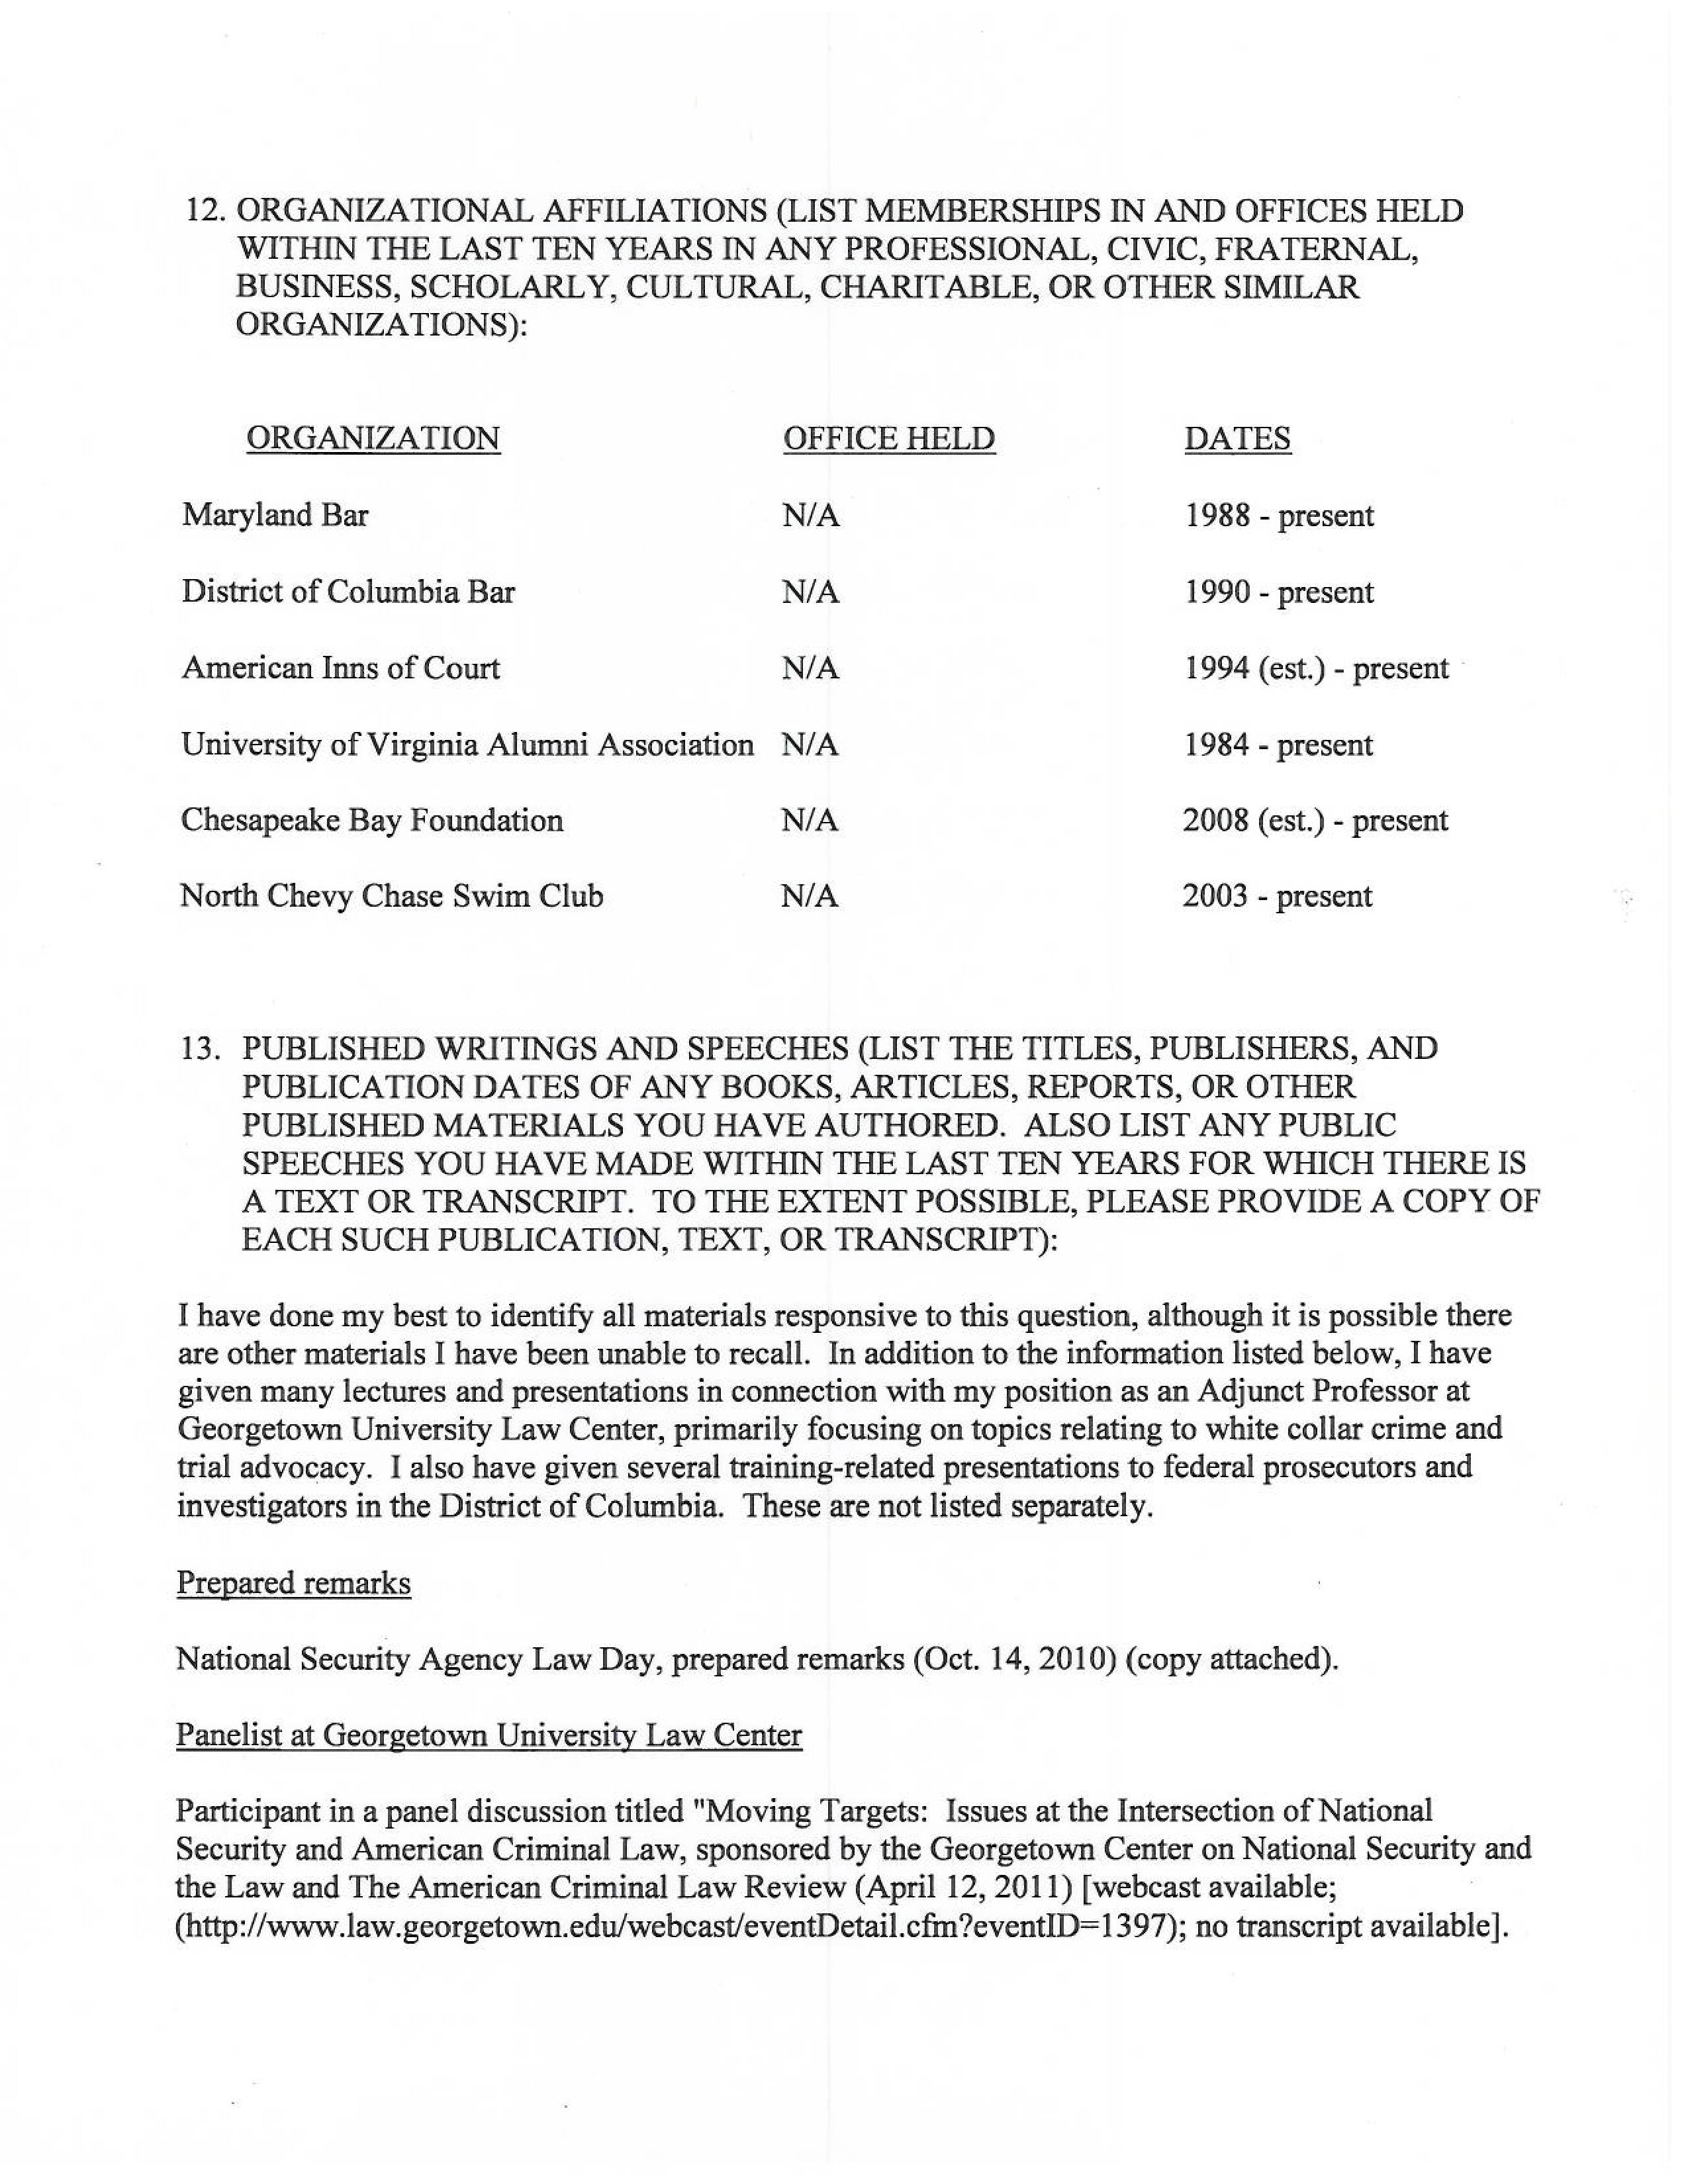 12. ORGANIZATIONAL AFFILIATIONS (LIST MEMBERSHIPS IN AND OFFICES HELD
WITHIN THE LAST TEN YEARS IN ANY PROFESSIONAL, CIVIC, FRATERNAL,
BUSINESS, SCHOLARLY, CULTURAL, CHARITABLE, OR OTHER SIMILAR
ORGANIZATIONS):
ORGANIZATION OFFICE HELD DATES
Maryland Bar N/A 1988 - present
District of Columbia Bar N/A 1990 - present
American Inns of Court N/A 1994 (est.) - present
University of Virginia Alumni Association N/A 1984 - present
Chesapeake Bay Foundation N/A 2008 (est.) - present
North Chevy Chase Swim Club N/A 2003 - present
13. PUBLISHED WRITINGS AND SPEECHES (LIST THE TITLES, PUBLISHERS, AND
PUBLICATION DATES OF ANY BOOKS, ARTICLES, REPORTS, OR OTHER
PUBLISHED MATERIALS YOU HAVE AUTHORED. ALSO LIST ANY PUBLIC
SPEECHES YOU HAVE MADE WITHIN THE LAST TEN YEARS FOR WHICH THERE IS
A TEXT OR TRANSCRIPT. TO THE EXTENT POSSIBLE, PLEASE PROVIDE A COPY OF
EACH SUCH PUBLICATION, TEXT, OR TRANSCRIPT):
I have done my best to identify all materials responsive to this question, although it is possible there
are other materials I have been unable to recall. In addition to the information listed below, I have
given many lectures and presentations in connection with my position as an Adjunct Professor at
Georgetown University Law Center, primarily focusing on topics relating to white collar crime and
trial advocacy. I also have given several training-related presentations to federal prosecutors and
investigators in the District of Columbia. These are not listed separately.
Prepared remarks
National Security Agency Law Day, prepared remarks (Oct. 14, 2010) (copy attached).
Panelist at Georgetown University Law Center
Participant in a panel discussion titled "Moving Targets: Issues at the Intersection of National
Security and American Criminal Law, sponsored by the Georgetown Center on National Security and
the Law and The American Criminal Law Review (April 12, 2011) [webcast available;
(http://www.law.georgetown.edu/webcast/eventDetail.cfm?eventID=1397); no transcript available].